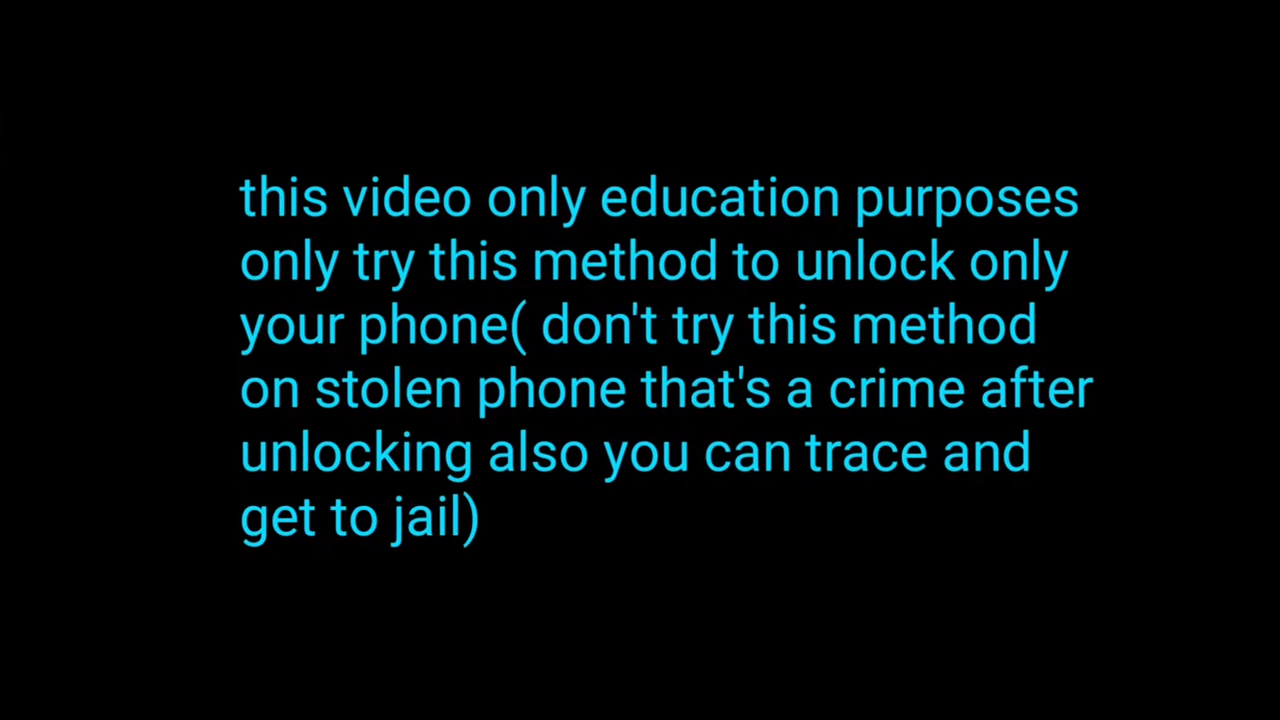 this video only education purposes
only try this method to unlock only
your phone( don't try this method
on stolen phone that's a crime after
unlocking also you can trace and
get to jail)